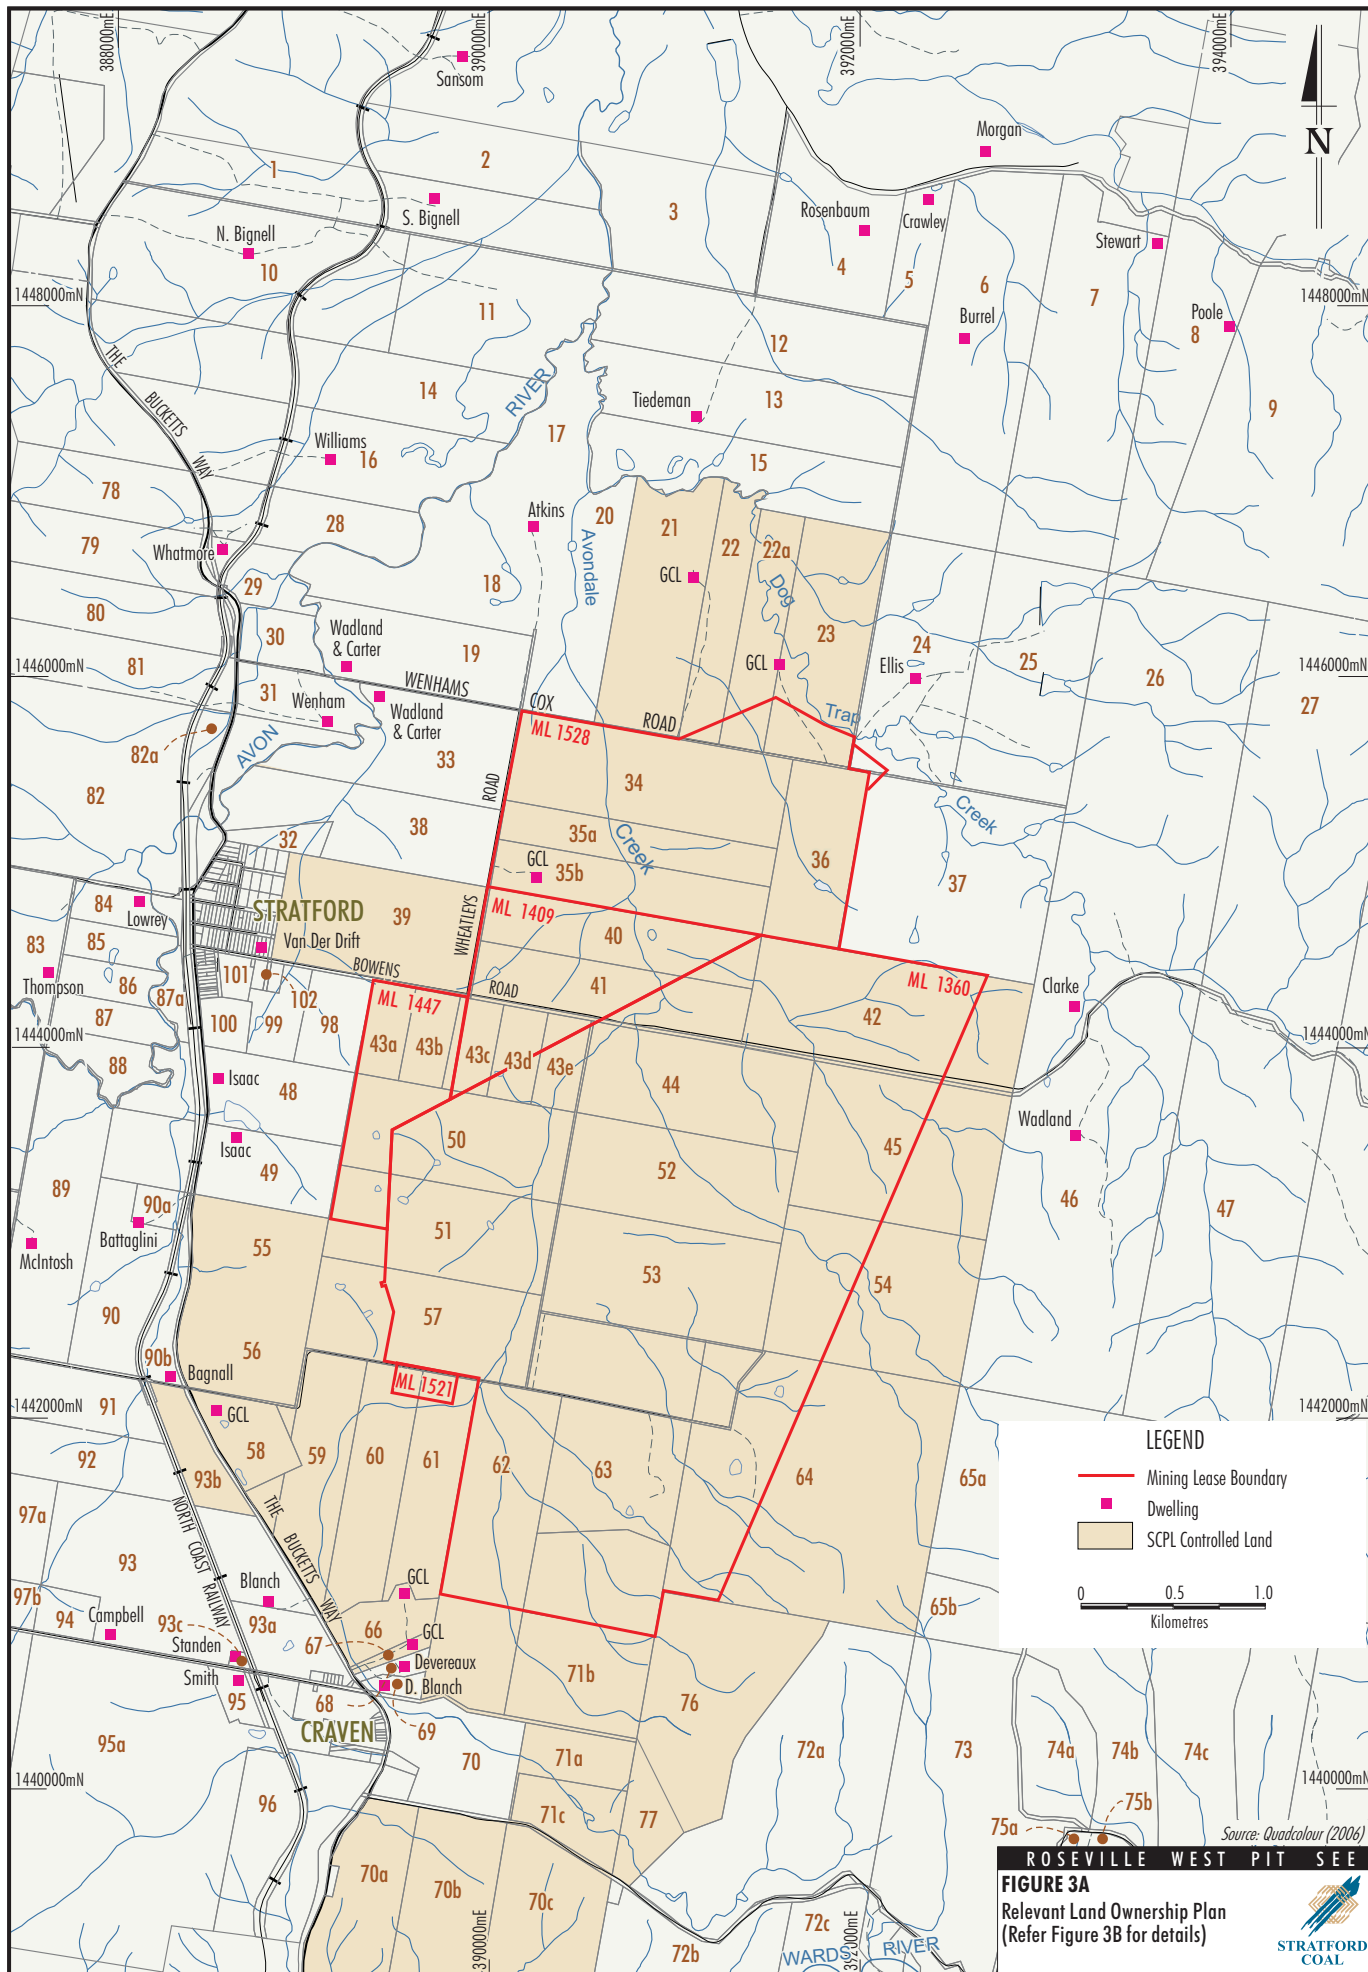 388000mE
390000mE
392000mE
394000mE
Sansom
N
Morgan
2
1
3
Rosenbaum
Crawley
S. Bignell
N. Bignell
Stewart
4
5
6
7
10
1448000mN
1448000mN
11
Burrel
Poole
8
12
THE
BUCKETTS
WAY
14
RIVER
Tiedeman
13
9
17
Williams
16
15
78
28
Atkins
20
21
22
22a
79
Whatmore
Avondale
GCL
Dog
29
18
80
30
Wadland
& Carter
19
23
24
25
26
27
81
1446000mN
GCL
Ellis
1446000mN
31
Wenham
WENHAMS
COX
ROAD
Wadland
& Carter
Trap
82a
AVON
ML 1528
33
82
ROAD
34
Creek
38
35a
Creek
32
GCL
35b
36
37
84
Lowrey
STRATFORD
39
WHEATLEYS
ML 1409
40
83
85
Van Der Drift
BOWENS
ROAD
Thompson
86
87a
101
102
ML 1447
41
ML 1360
42
Clarke
87
100
99
98
1444000mN
1444000mN
88
43a
43b
43c
43d
43e
44
Isaac
48
Isaac
50
45
Wadland
49
52
89
90a
46
47
Battaglini
McIntosh
55
51
53
54
90
57
56
90b
Bagnall
ML 1521
1442000mN
91
GCL
1442000mN
58
59
60
61
62
63
64
65a
92
93b
LEGEND
Mining Lease Boundary
Dwelling
SCPL Controlled Land
0 0.5 1.0
Kilometres
97a
NORTH COAST RAILWAY
THE
BUCKETTS
WAY
93
97b
94
Campbell
Blanch
93a
93c
GCL
65b
Standen
67
66
GCL
Smith
Devereaux
D. Blanch
71b
76
95
68
69
CRAVEN
95a
70
71a
72a
73
74a
74b
74c
1440000mN
1440000mN
96
71c
77
75a
75b
Source: Quadcolour (2006)
ROSEVILLE WEST PIT SEE
FIGURE 3A
Relevant Land Ownership Plan
(Refer Figure 3B for details)
STRATFORD
COAL
70a
70b
70c
390000mE
392000mE
72c
72b
WARDS RIVER